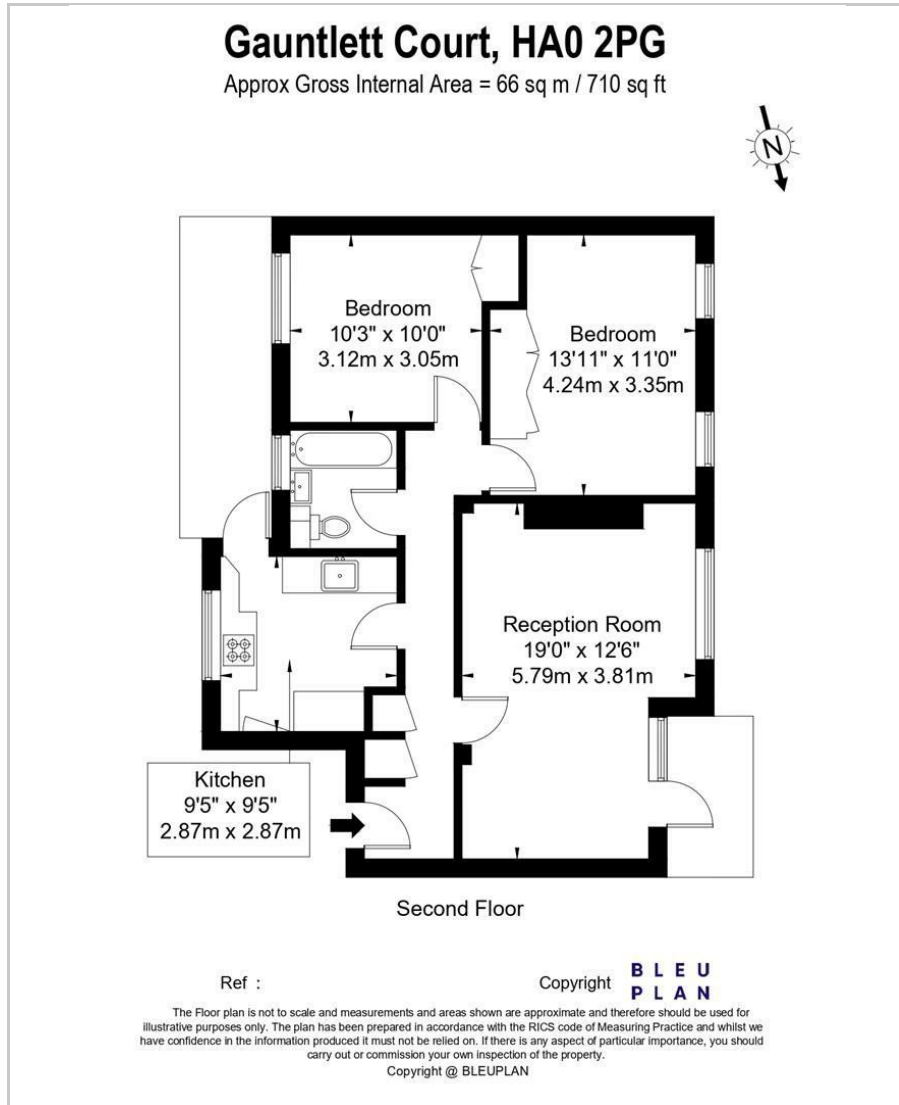 Gauntlett Court, HA0 2PG
Approx Gross Internal Area = 66 sq m / 710 sq ft
N
Bedroom
10'3" x 10'0"
3.12m x 3.05m
Bedroom
13'11" x 11'0"
4.24m x 3.35m
Reception Room
19'0" x 12'6"
5.79m x 3.81m
Kitchen
9'5" x 9'5"
2.87m x 2.87m
Second Floor
Ref :
Copyright
BLEU
PLAN
The Floor plan is not to scale and measurements and areas shown are approximate and therefore should be used for
illustrative purposes only. The plan has been prepared in accordance with the RICS code of Measuring Practice and whilst we
have confidence in the information produced it must not be relied on. If there is any aspect of particular importance, you should
carry out or commission your own inspection of the property.
Copyright @ BLEUPLAN